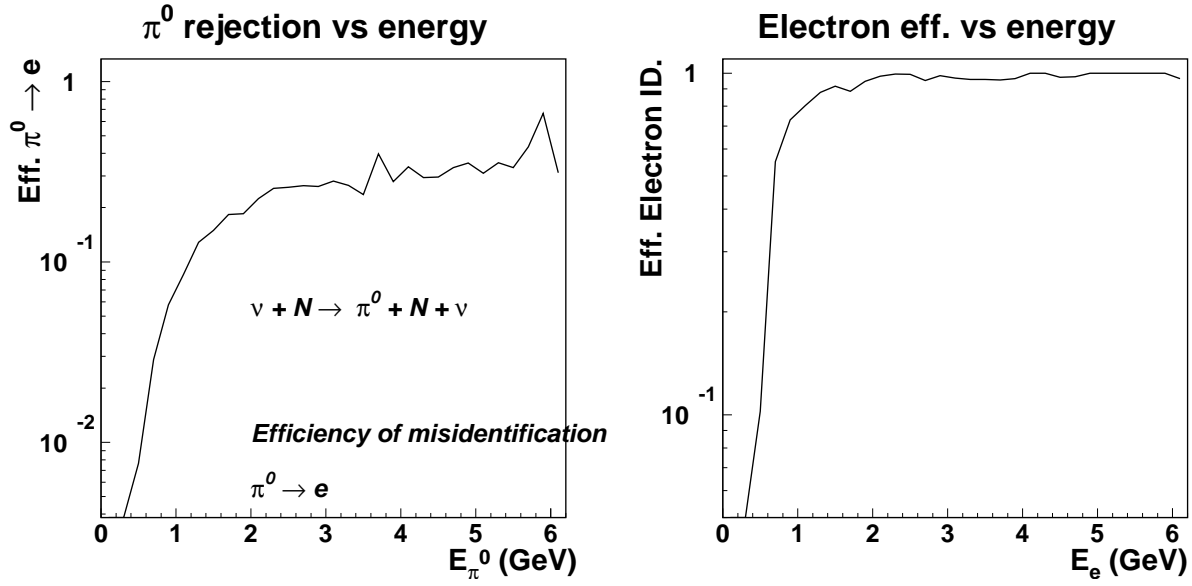 π⁰ rejection vs energy
Eff. π⁰ → e
1
10⁻¹
10⁻²
ν + N → π⁰ + N + ν
Efficiency of misidentification
π⁰ → e
0 1 2 3 4 5 6
E_π⁰ (GeV)
Electron eff. vs energy
Eff. Electron ID.
1
10⁻¹
0 1 2 3 4 5 6
E_e (GeV)